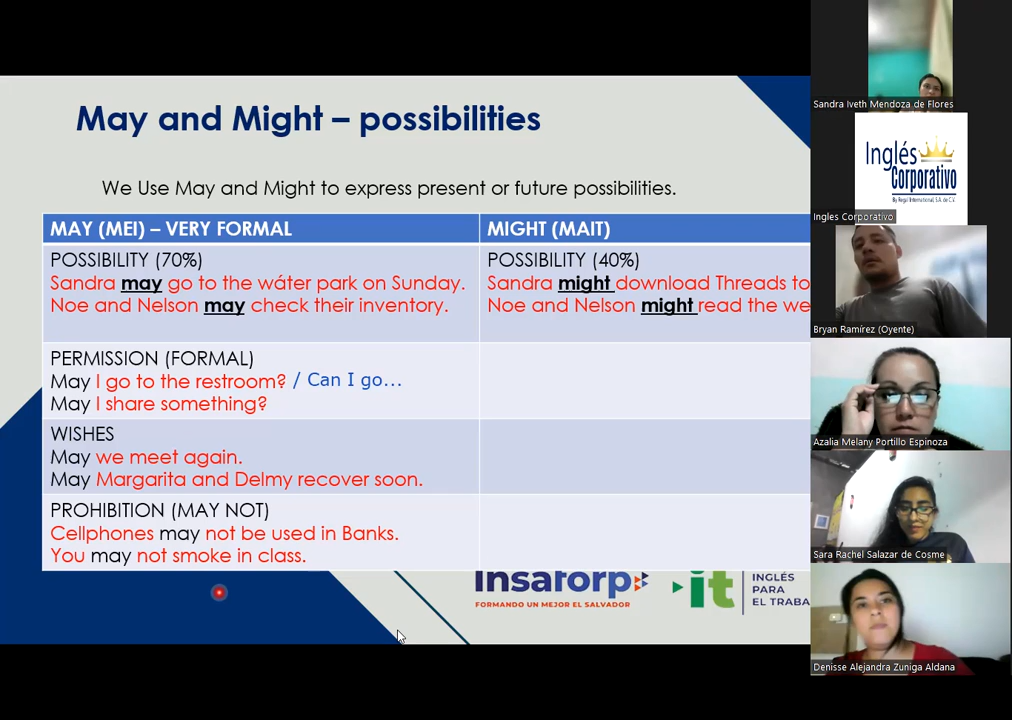 May and Might – possibilities
We Use May and Might to express present or future possibilities.
MAY (MEI) – VERY FORMAL
POSSIBILITY (70%)
Sandra may go to the wáter park on Sunday.
Noe and Nelson may check their inventory.
MIGHT (MAIT)
POSSIBILITY (40%)
Sandra might download Threads to
Noe and Nelson might read the we
PERMISSION (FORMAL)
May I go to the restroom? / Can I go...
May I share something?
WISHES
May we meet again.
May Margarita and Delmy recover soon.
PROHIBITION (MAY NOT)
Cellphones may not be used in Banks.
You may not smoke in class.
Insaforp
FORMANDO UN MEJOR EL SALVADOR
it
INGLÉS
PARA
EL TRABA
Sandra Iveth Mendoza de Flores
Inglés
Corporativo
By Regal International, S.A. de C.V.
Ingles Corporativo
Bryan Ramírez (Oyente)
Azalia Melany Portillo Espinoza
Sara Rachel Salazar de Cosme
Denisse Alejandra Zuniga Aldana